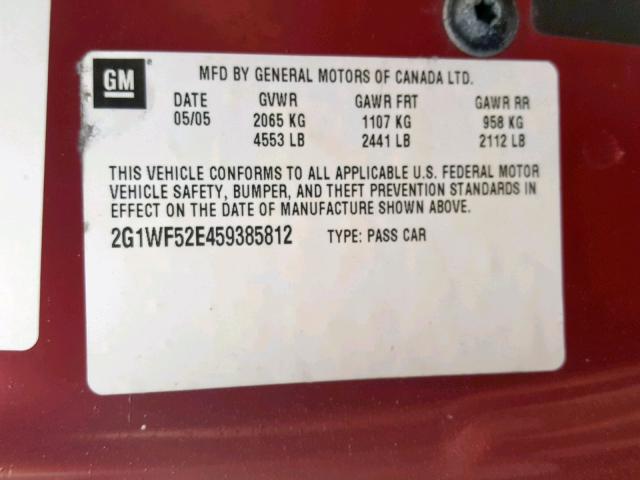 GM
MFD BY GENERAL MOTORS OF CANADA LTD.
DATE GVWR GAWR FRT GAWR RR
05/05 2065 KG 1107 KG 958 KG
4553 LB 2441 LB 2112 LB
THIS VEHICLE CONFORMS TO ALL APPLICABLE U.S. FEDERAL MOTOR
VEHICLE SAFETY, BUMPER, AND THEFT PREVENTION STANDARDS IN
EFFECT ON THE DATE OF MANUFACTURE SHOWN ABOVE.
2G1WF52E459385812 TYPE: PASS CAR